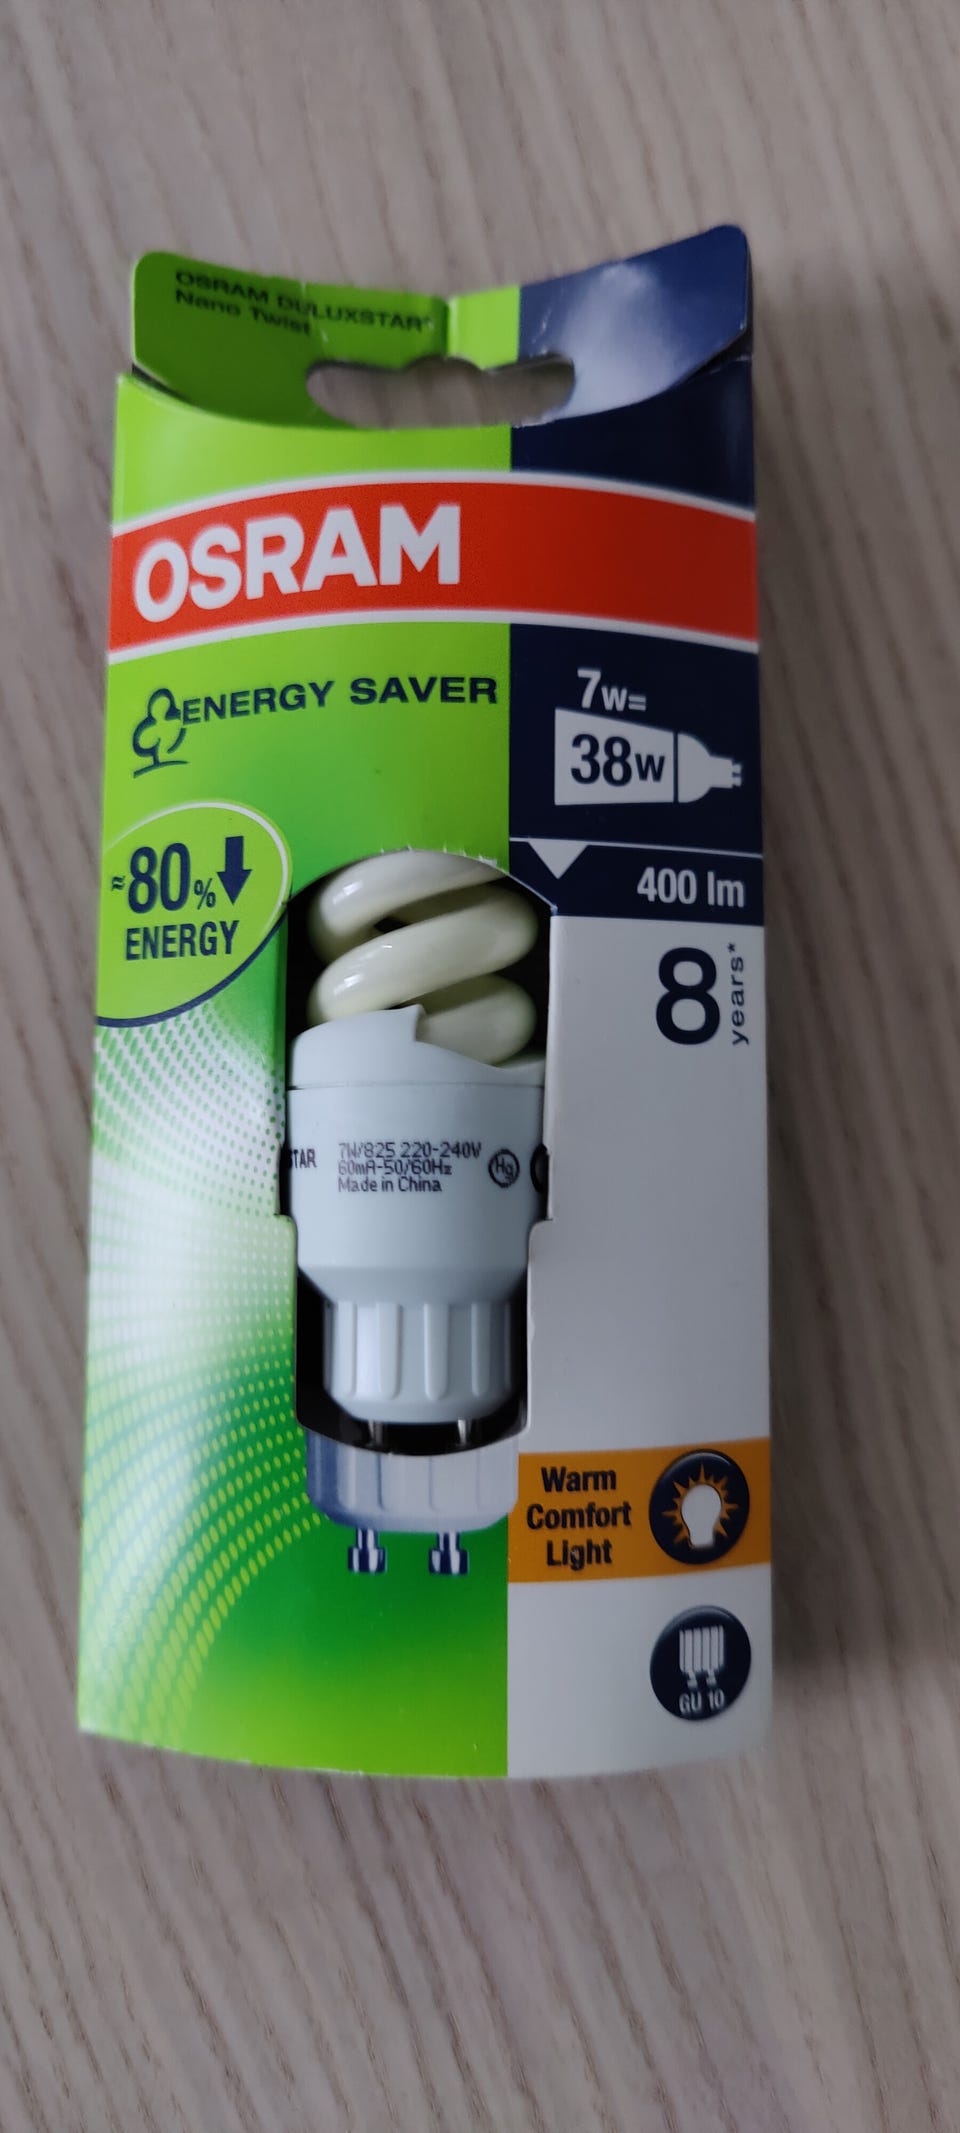 OSRAM DULUXSTAR®
Nano Twist
OSRAM
ENERGY SAVER
7W=
38W
400 lm
≈80%
ENERGY
8 years*
STAR
7W/825 220-240V
60mA-50/60Hz
Made in China
Hg
Warm
Comfort
Light
GU 10